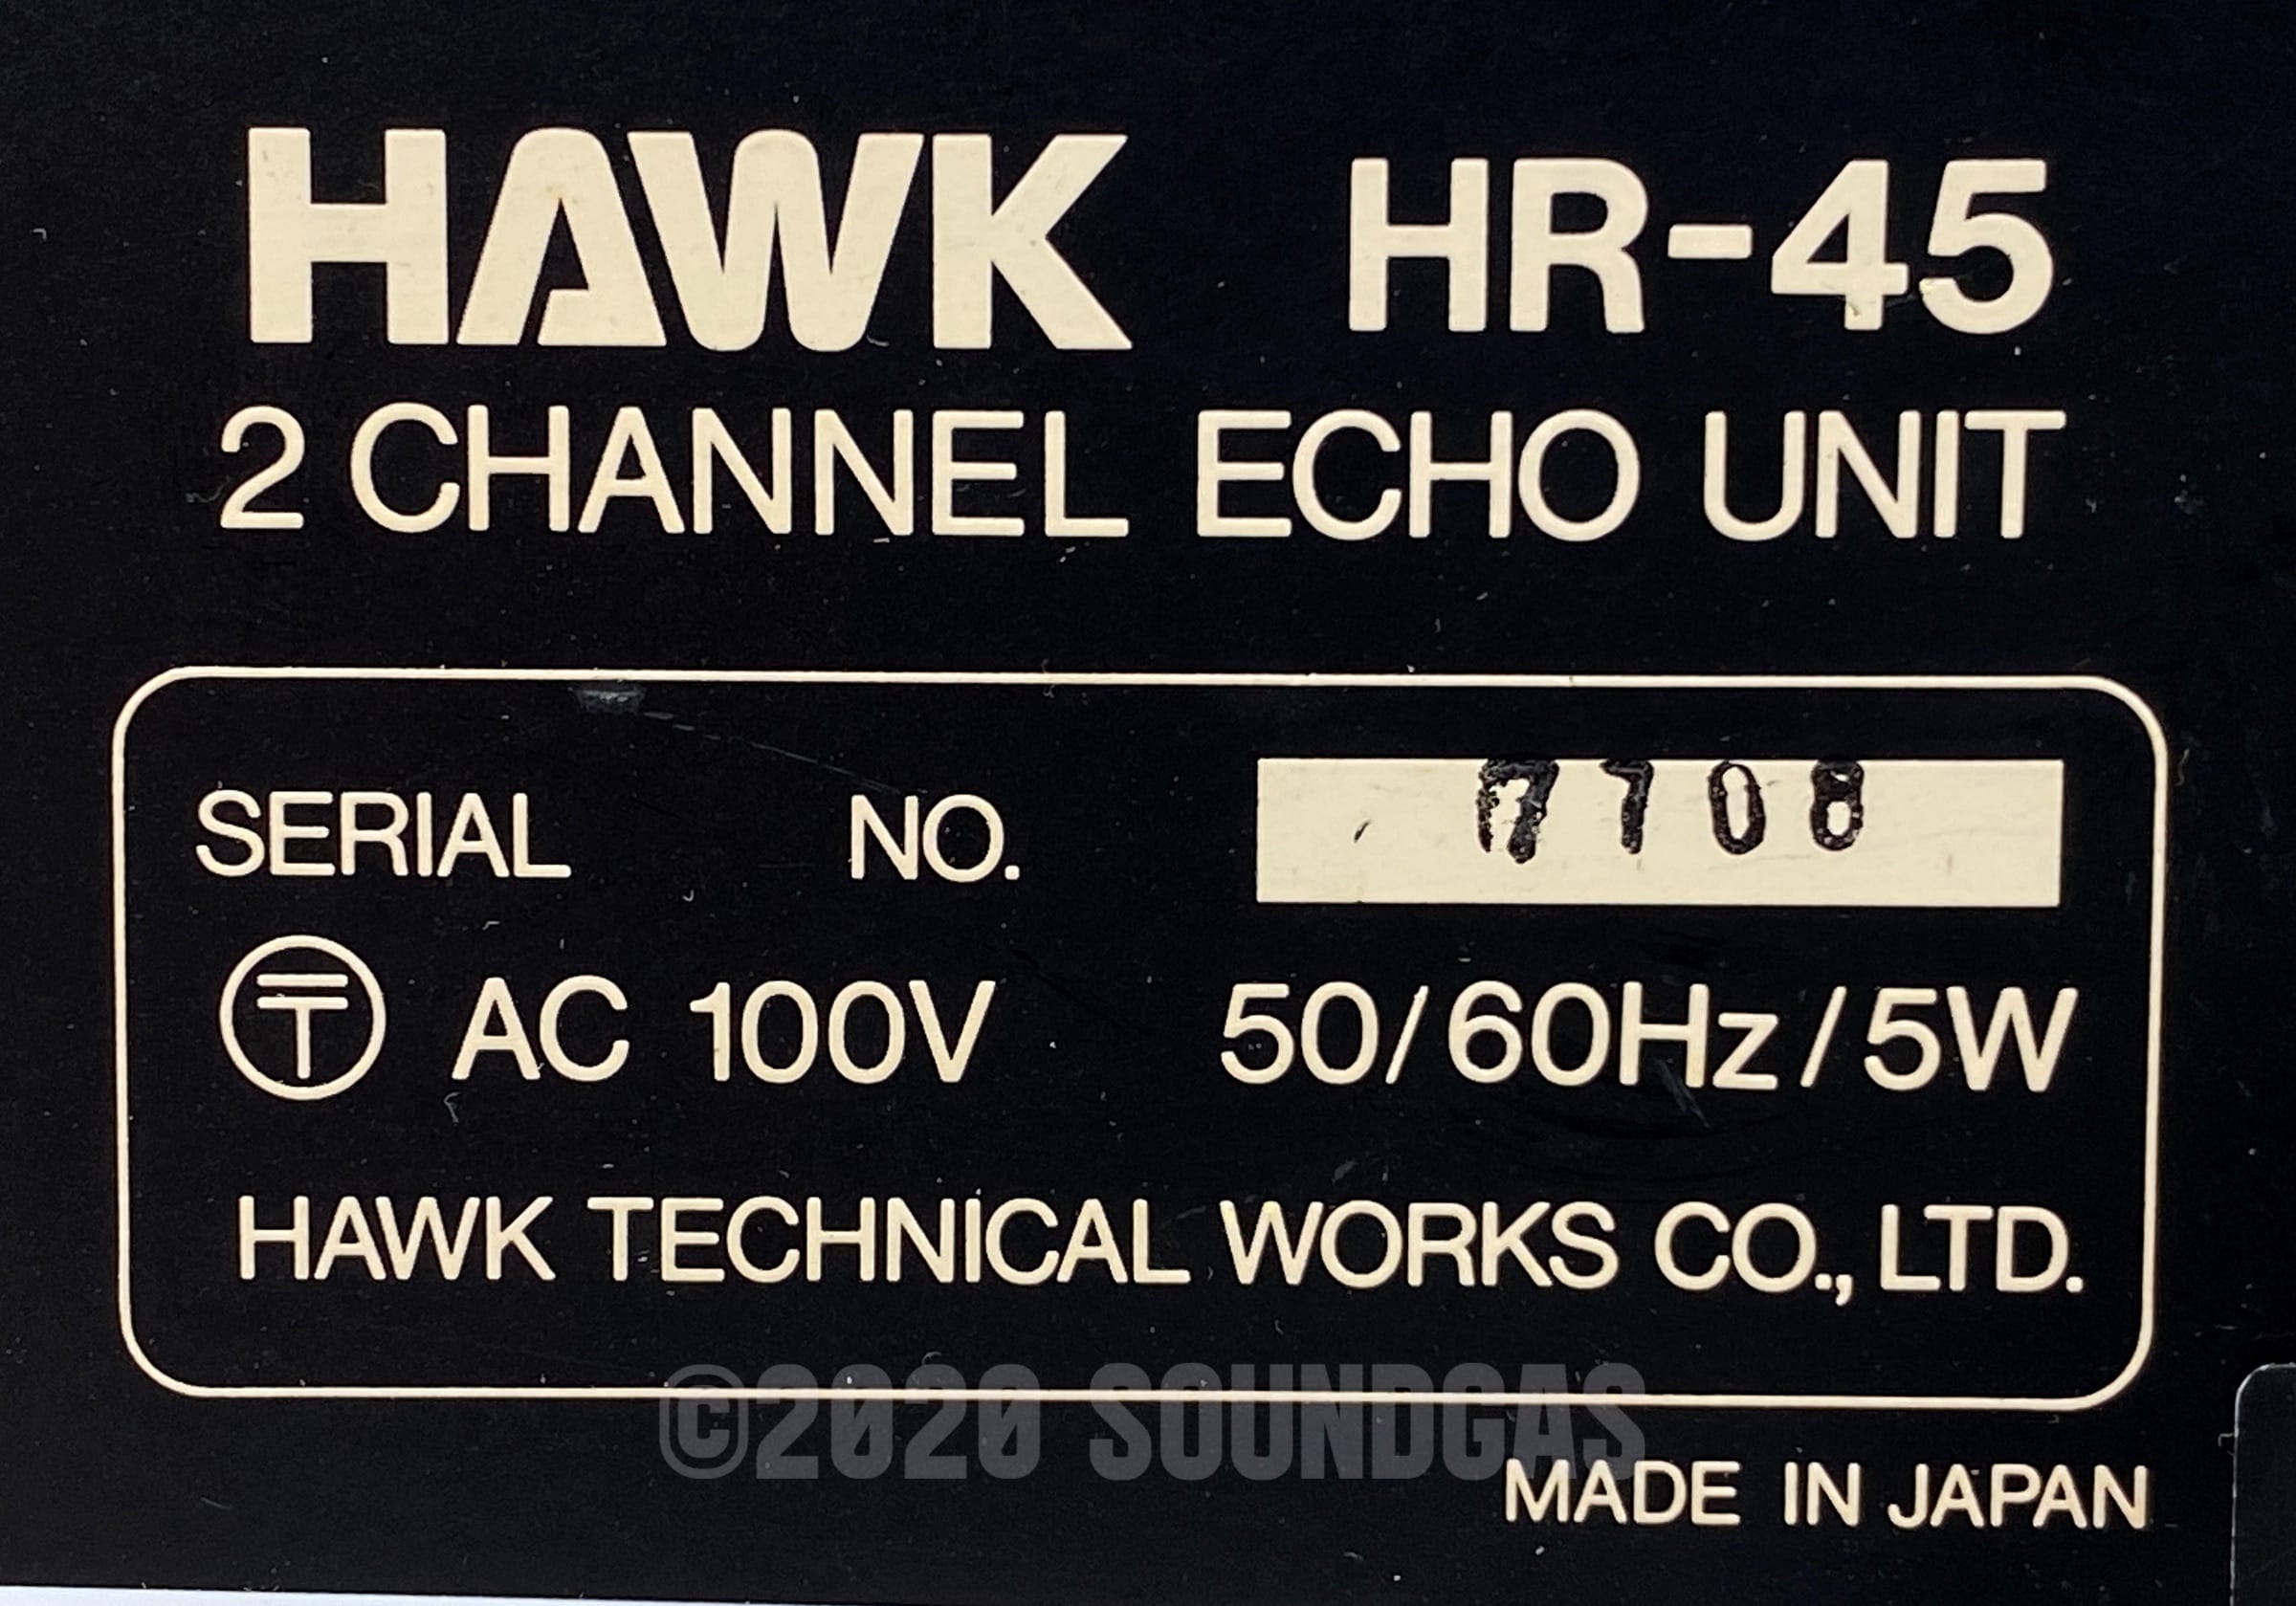 HAWK HR-45
2 CHANNEL ECHO UNIT
SERIAL NO. 7708
〒 AC 100V 50/60Hz/5W
HAWK TECHNICAL WORKS CO., LTD.
©2020 SOUNDGAS
MADE IN JAPAN